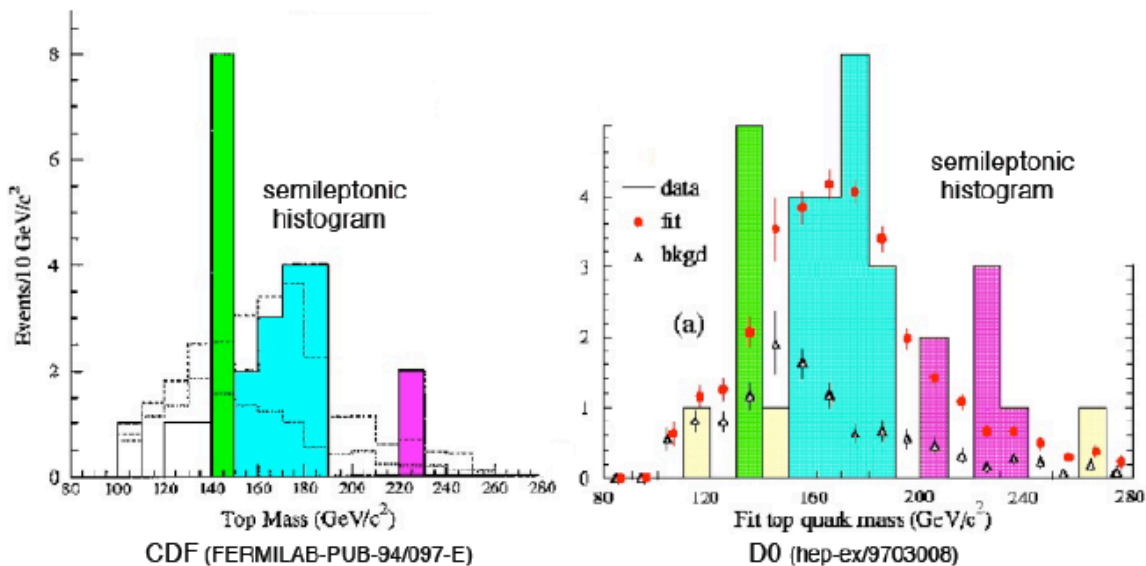 Events/10 GeV/c²
8
6
4
2
0
semileptonic
histogram
80 100 120 140 160 180 200 220 240 260 280
Top Mass (GeV/c²)
CDF (FERMILAB-PUB-94/097-E)
4
3
2
1
0
semileptonic
histogram
data
fit
bkgd
(a)
80 120 160 200 240 280
Fit top quark mass (GeV/c²)
D0 (hep-ex/9703008)